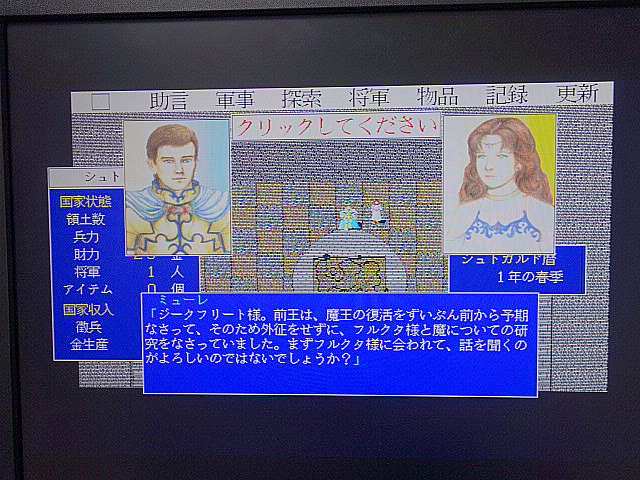 助言 軍事 探索 将軍 物品 記録 更新
クリックしてください
シュト
国家状態
領土数
兵力
財力
将軍 1 人
アイテム 0 個
国家収入
徴兵
金生産
シュトガルド暦
1年の春季
ミューレ
「ジークフリート様。前王は、魔王の復活をずいぶん前から予期
なさって、そのため外征をせずに、フルクタ様と魔についての研
究をなさっていました。まずフルクタ様に会われて、話を聞くの
がよろしいのではないでしょうか？」